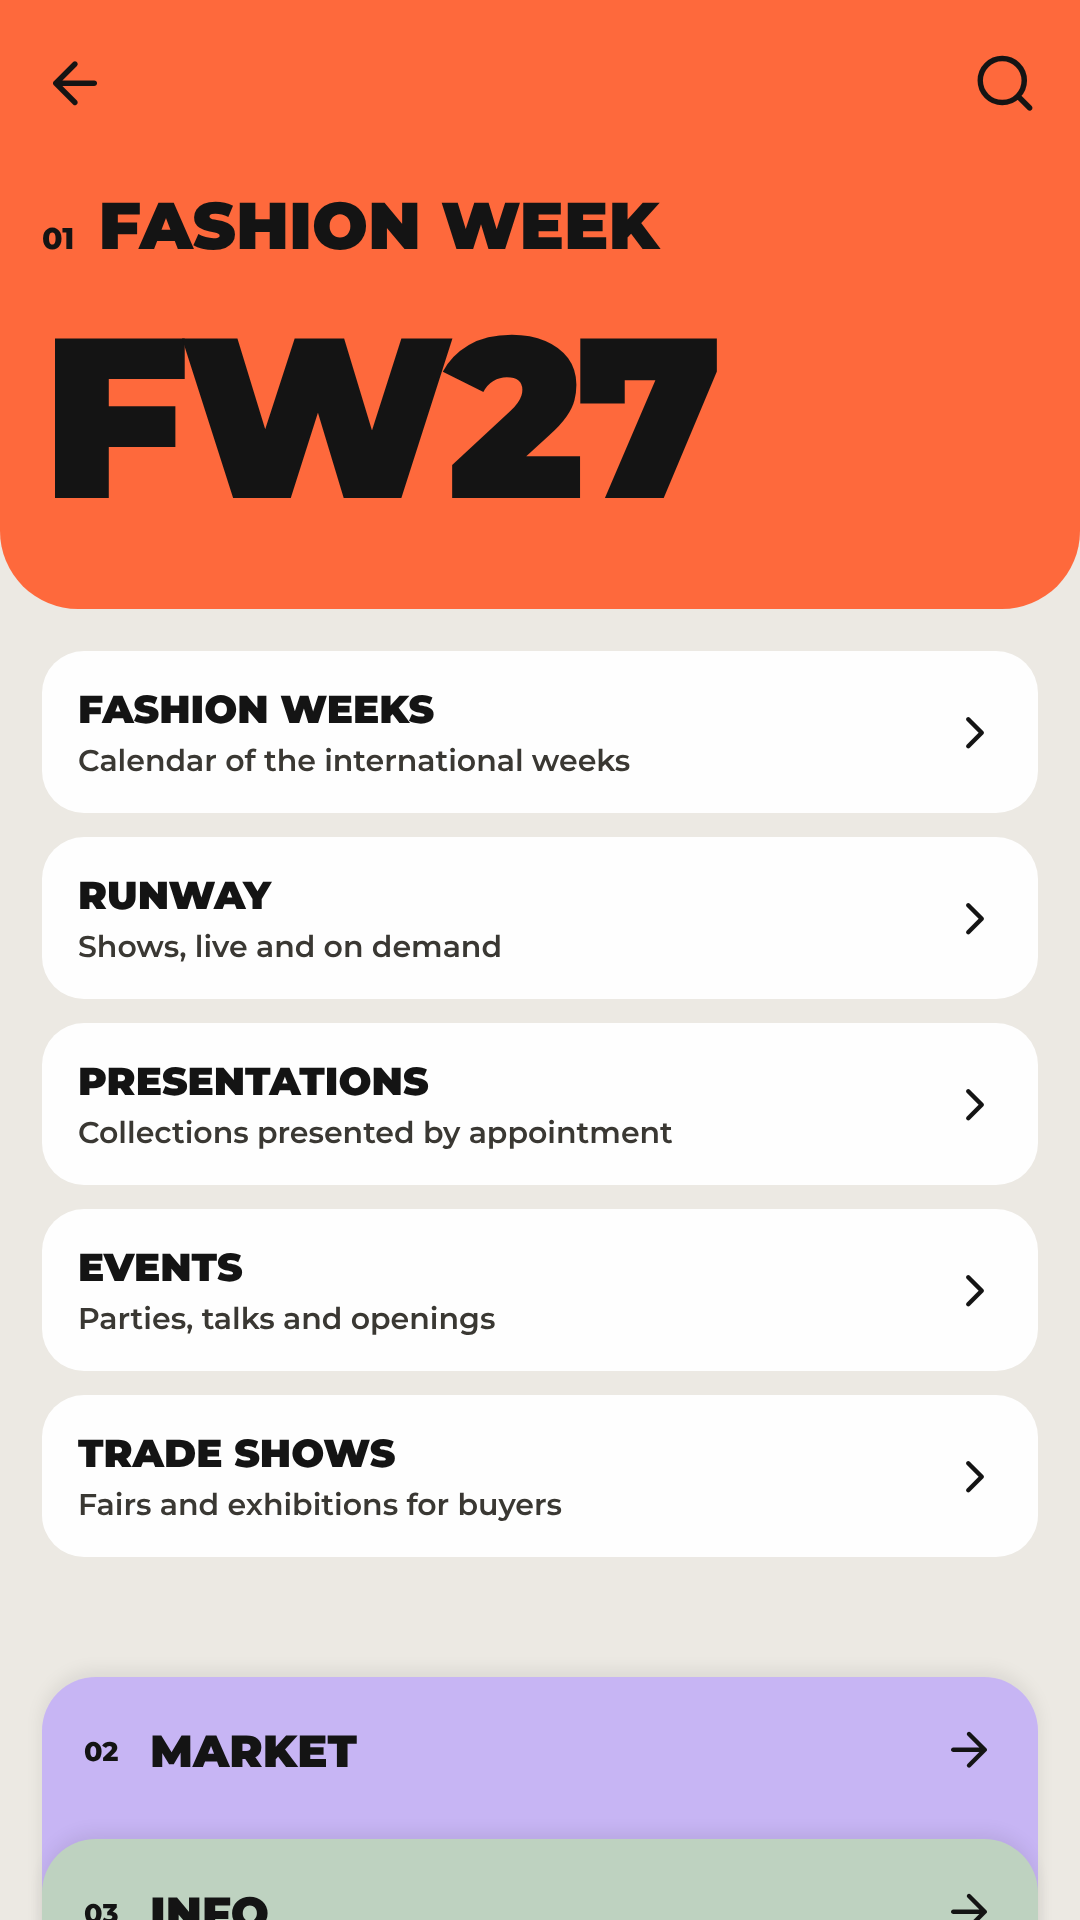 01 FASHION WEEK
FW27
FASHION WEEKS
Calendar of the international weeks
RUNWAY
Shows, live and on demand
PRESENTATIONS
Collections presented by appointment
EVENTS
Parties, talks and openings
TRADE SHOWS
Fairs and exhibitions for buyers
02 MARKET
03 INFO